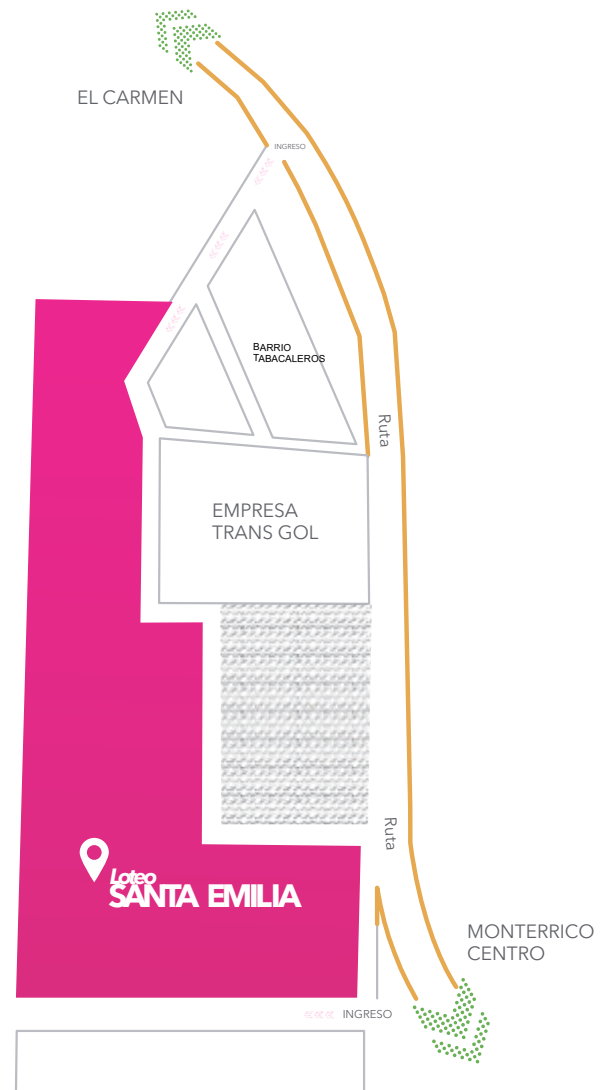 EL CARMEN
INGRESO
BARRIO
TABACALEROS
Ruta
EMPRESA
TRANS GOL
Ruta
Loteo
SANTA EMILIA
MONTERRICO
CENTRO
INGRESO